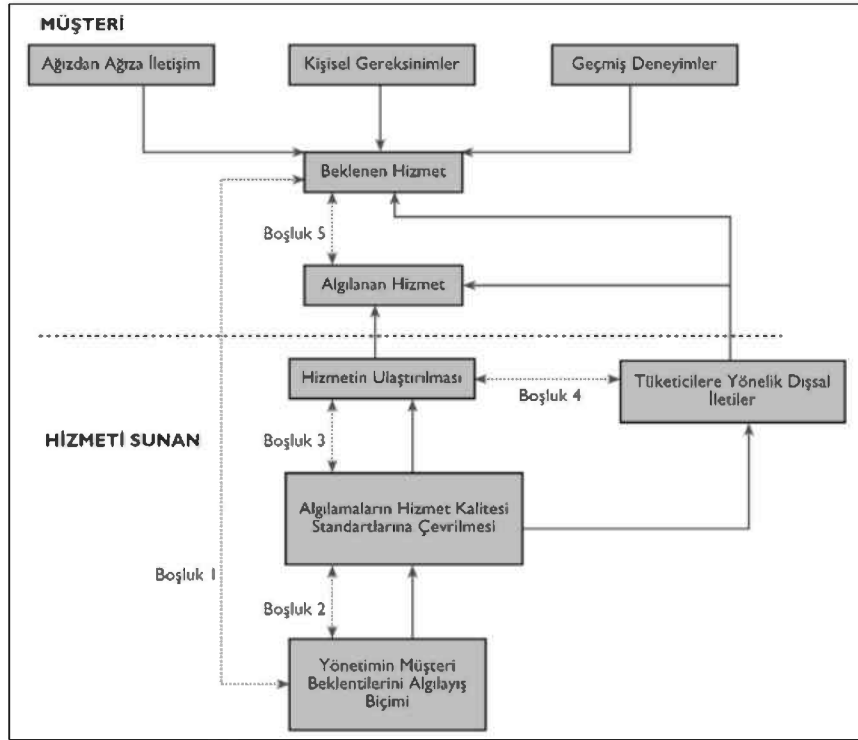 MÜŞTERİ
Ağızdan Ağıza İletişim
Kişisel Gereksinimler
Geçmiş Deneyimler
Beklenen Hizmet
Boşluk 5
Algılanan Hizmet
Hizmetin Ulaştırılması
Boşluk 4
Tüketicilere Yönelik Dışsal
İletiler
HİZMETİ SUNAN
Boşluk 3
Algılamaların Hizmet Kalitesi
Standartlarına Çevrilmesi
Boşluk 1
Boşluk 2
Yönetimin Müşteri
Beklentilerini Algılayış
Biçimi